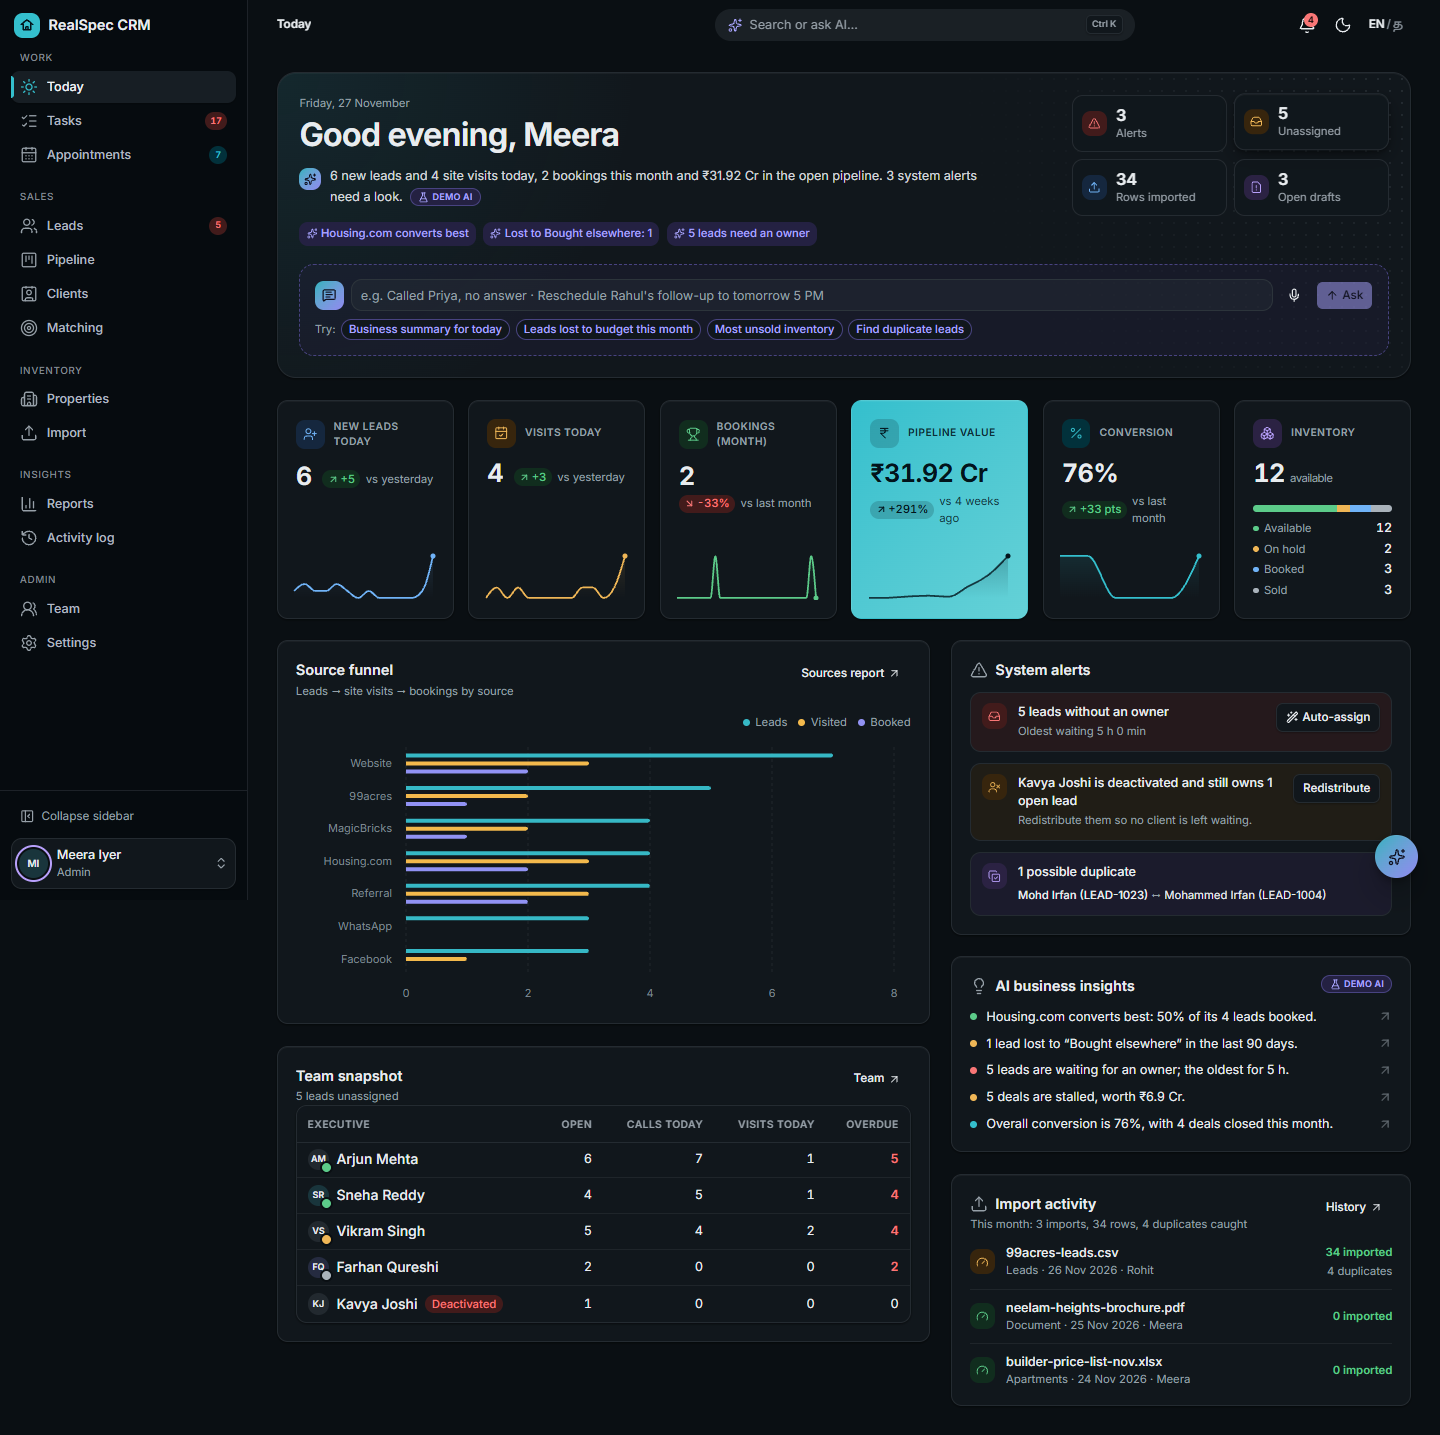 RealSpec CRM
WORK
Today
Tasks
17
Appointments
7
SALES
Leads
5
Pipeline
Clients
Matching
INVENTORY
Properties
Import
INSIGHTS
Reports
Activity log
ADMIN
Team
Settings
Collapse sidebar
MI
Meera Iyer
Admin
Today
Search or ask AI...
Ctrl K
4
EN / த
Friday, 27 November
Good evening, Meera
6 new leads and 4 site visits today, 2 bookings this month and ₹31.92 Cr in the open pipeline. 3 system alerts
need a look.
DEMO AI
Housing.com converts best
Lost to Bought elsewhere: 1
5 leads need an owner
3
Alerts
5
Unassigned
34
Rows imported
3
Open drafts
e.g. Called Priya, no answer · Reschedule Rahul's follow-up to tomorrow 5 PM
Ask
Try:
Business summary for today
Leads lost to budget this month
Most unsold inventory
Find duplicate leads
NEW LEADS
TODAY
6
+5
vs yesterday
VISITS TODAY
4
+3
vs yesterday
BOOKINGS
(MONTH)
2
-33%
vs last month
₹
PIPELINE VALUE
₹31.92 Cr
+291%
vs 4 weeks
ago
%
CONVERSION
76%
+33 pts
vs last
month
INVENTORY
12 available
Available 12
On hold 2
Booked 3
Sold 3
Source funnel
Leads → site visits → bookings by source
Sources report
Leads
Visited
Booked
Website
99acres
MagicBricks
Housing.com
Referral
WhatsApp
Facebook
0 2 4 6 8
System alerts
5 leads without an owner
Oldest waiting 5 h 0 min
Auto-assign
Kavya Joshi is deactivated and still owns 1
open lead
Redistribute them so no client is left waiting.
Redistribute
1 possible duplicate
Mohd Irfan (LEAD-1023) ↔ Mohammed Irfan (LEAD-1004)
AI business insights
DEMO AI
Housing.com converts best: 50% of its 4 leads booked.
1 lead lost to “Bought elsewhere” in the last 90 days.
5 leads are waiting for an owner; the oldest for 5 h.
5 deals are stalled, worth ₹6.9 Cr.
Overall conversion is 76%, with 4 deals closed this month.
Team snapshot
5 leads unassigned
Team
EXECUTIVE OPEN CALLS TODAY VISITS TODAY OVERDUE
AM Arjun Mehta 6 7 1 5
SR Sneha Reddy 4 5 1 4
VS Vikram Singh 5 4 2 4
FQ Farhan Qureshi 2 0 0 2
KJ Kavya Joshi Deactivated 1 0 0 0
Import activity
This month: 3 imports, 34 rows, 4 duplicates caught
History
99acres-leads.csv
Leads · 26 Nov 2026 · Rohit
34 imported
4 duplicates
neelam-heights-brochure.pdf
Document · 25 Nov 2026 · Meera
0 imported
builder-price-list-nov.xlsx
Apartments · 24 Nov 2026 · Meera
0 imported